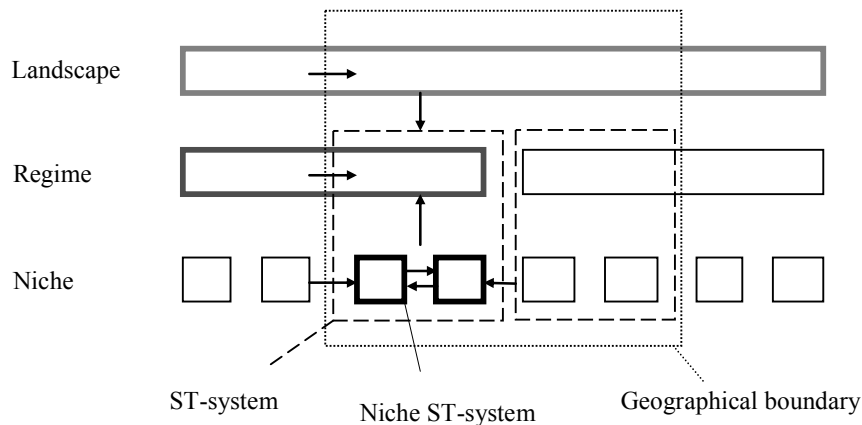 Landscape
Regime
Niche
ST-system
Niche ST-system
Geographical boundary